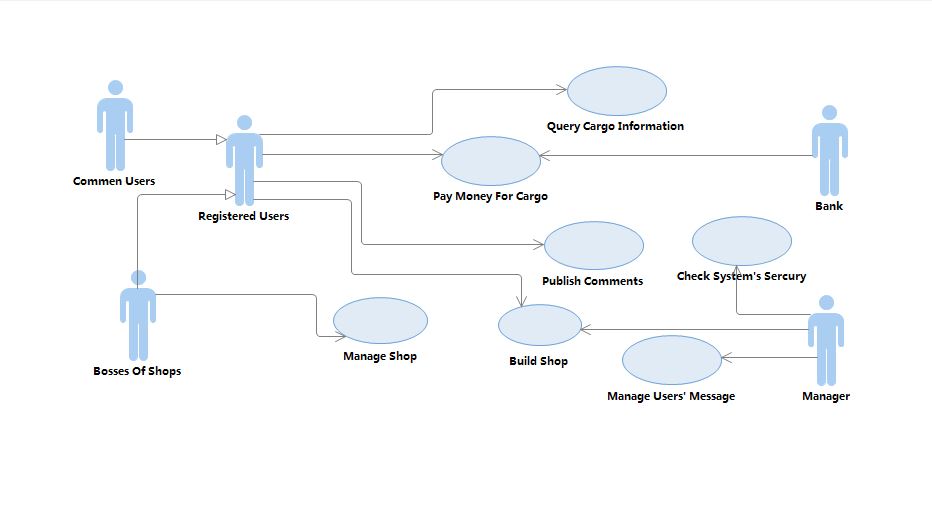 Query Cargo Information
Commen Users
Pay Money For Cargo
Bank
Registered Users
Check System's Sercury
Publish Comments
Manage Shop
Build Shop
Bosses Of Shops
Manage Users' Message
Manager